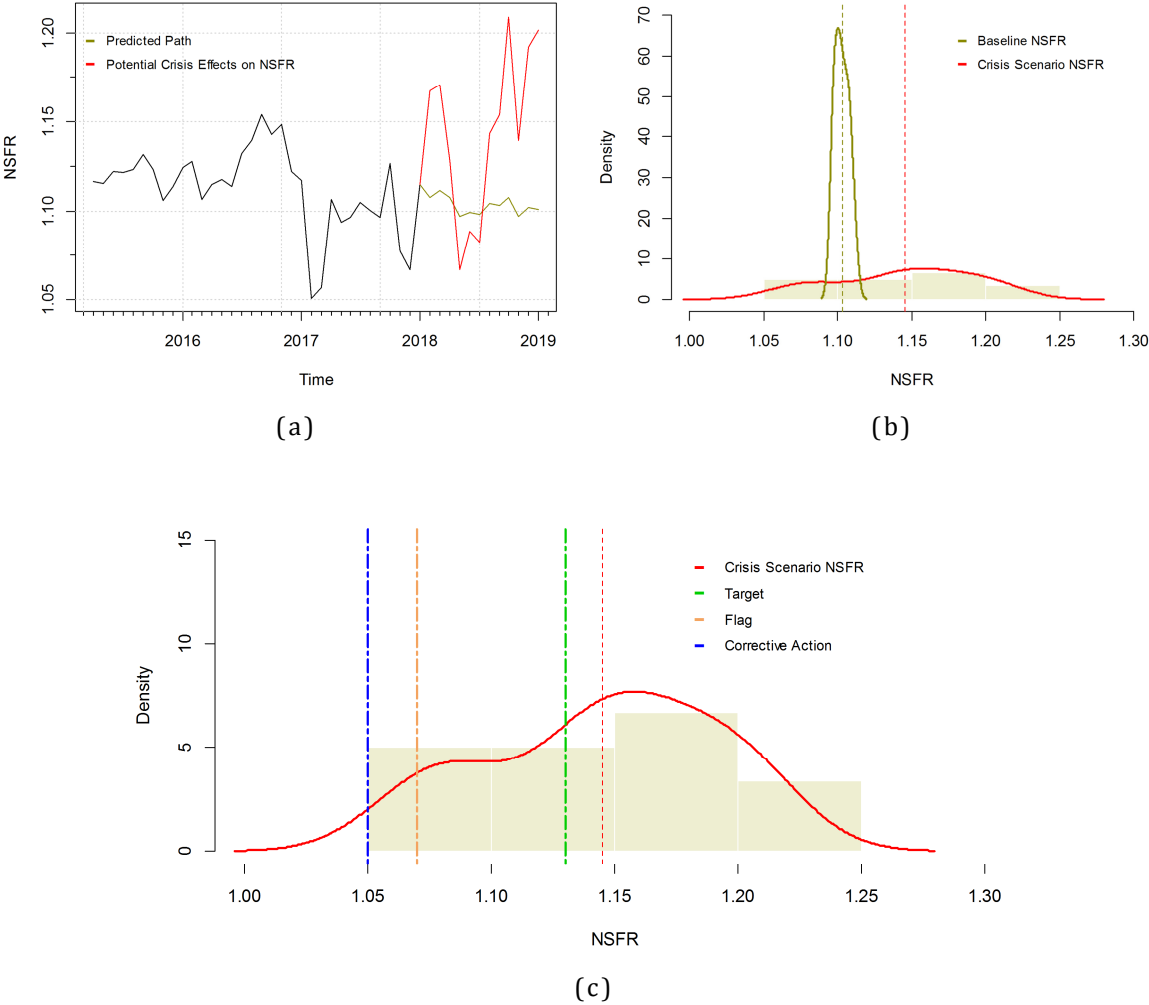 NSFR
1.20
1.15
1.10
1.05
Predicted Path
Potential Crisis Effects on NSFR
2016 2017 2018 2019
Time
(a)
Density
70
60
50
40
30
20
10
0
Baseline NSFR
Crisis Scenario NSFR
1.00 1.05 1.10 1.15 1.20 1.25 1.30
NSFR
(b)
Density
15
10
5
0
Crisis Scenario NSFR
Target
Flag
Corrective Action
1.00 1.05 1.10 1.15 1.20 1.25 1.30
NSFR
(c)